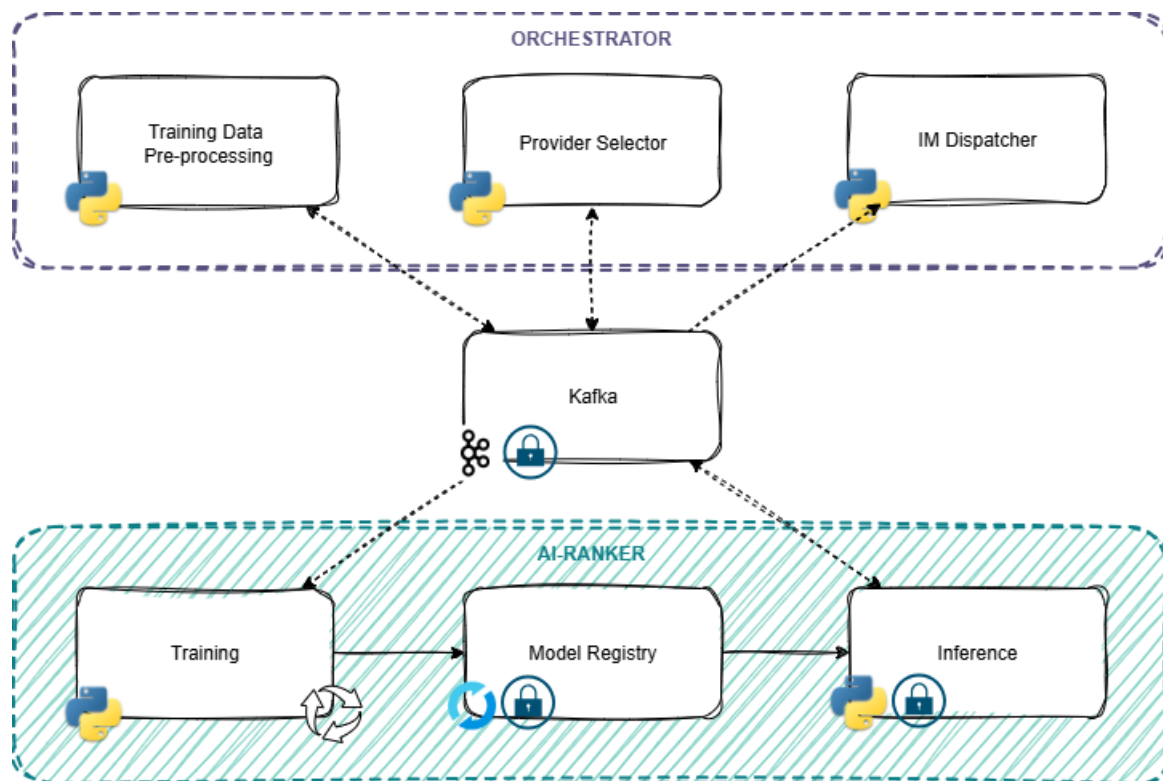 ORCHESTRATOR
Training Data
Pre-processing
Provider Selector
IM Dispatcher
Kafka
AI-RANKER
Training
Model Registry
Inference